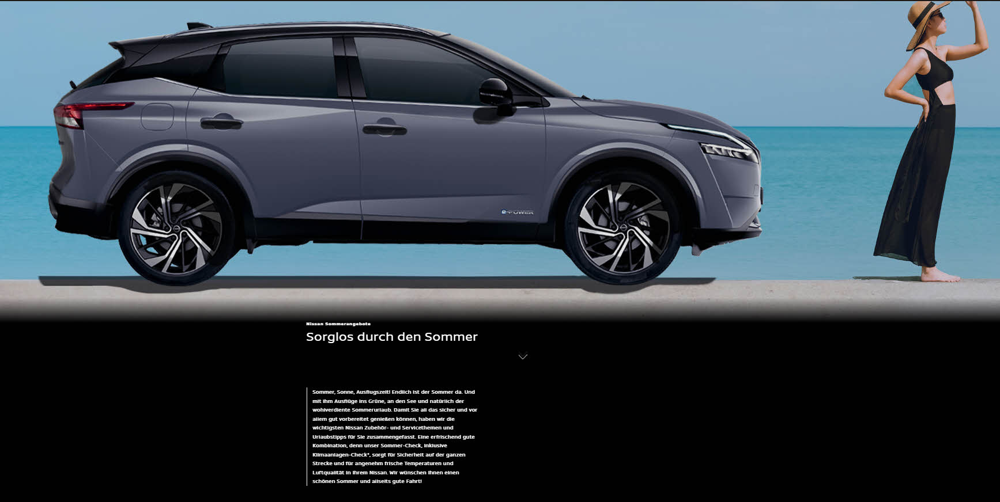 e-POWER
Nissan Sommerangebote
Sorglos durch den Sommer
Sommer, Sonne, Ausflugszeit! Endlich ist der Sommer da. Und
mit ihm Ausflüge ins Grüne, an den See und natürlich der
wohlverdiente Sommerurlaub. Damit Sie all das sicher und vor
allem gut vorbereitet genießen können, haben wir die
wichtigsten Nissan Zubehör- und Servicethemen und
Urlaubstipps für Sie zusammengefasst. Eine erfrischend gute
Kombination, denn unser Sommer-Check, inklusive
Klimaanlagen-Check*, sorgt für Sicherheit auf der ganzen
Strecke und für angenehm frische Temperaturen und
Luftqualität in Ihrem Nissan. Wir wünschen Ihnen einen
schönen Sommer und allseits gute Fahrt!